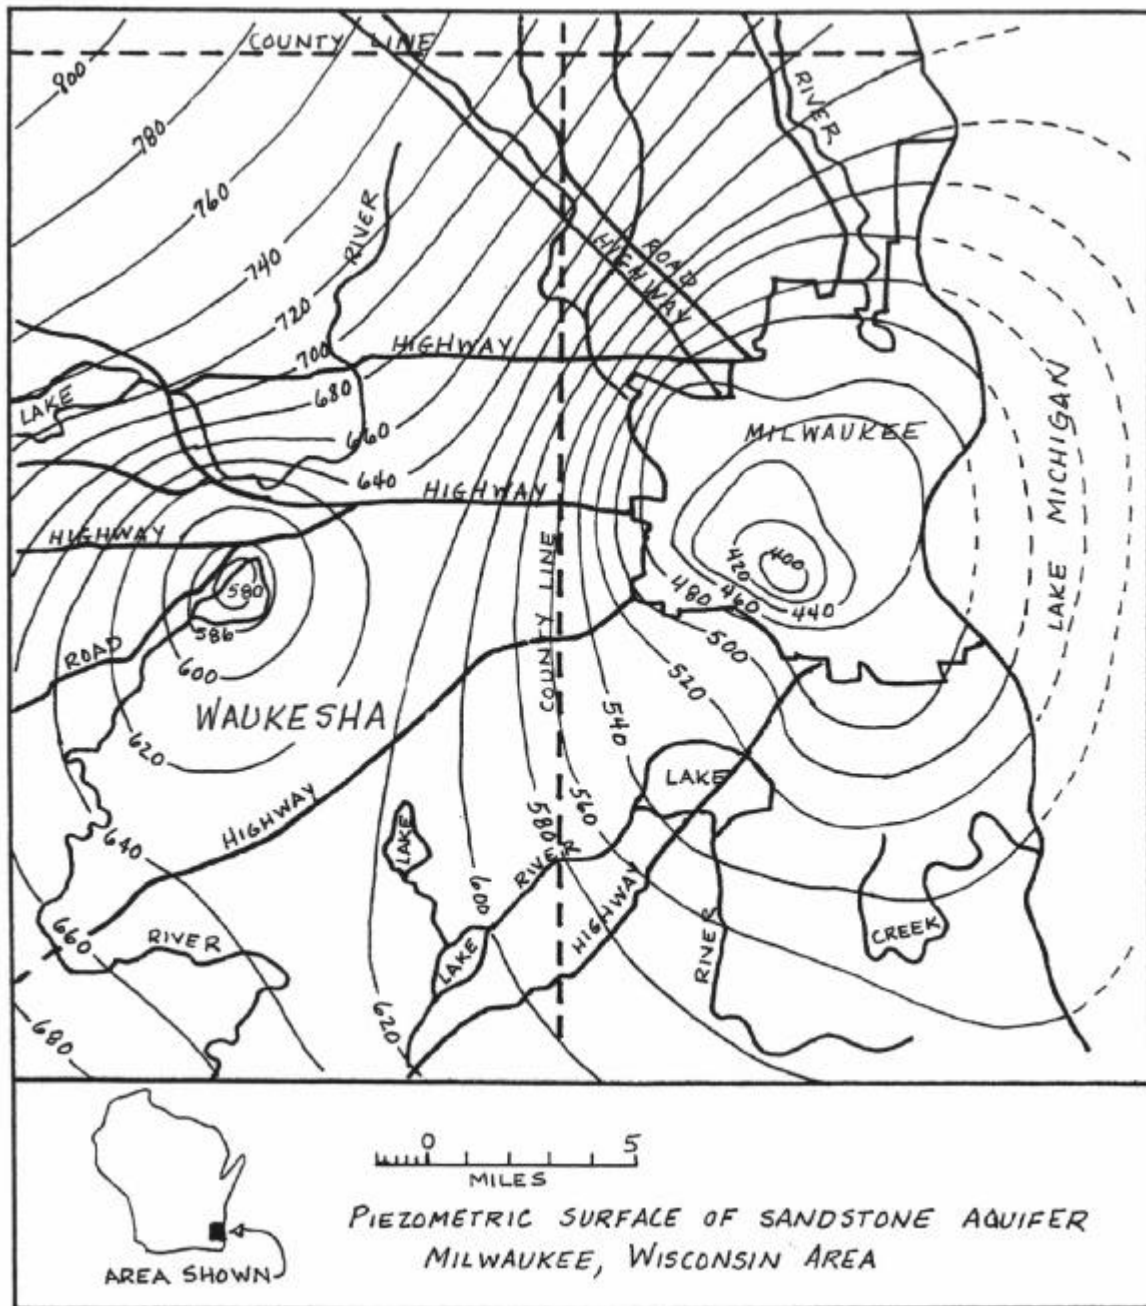 COUNTY LINE
800
780
760
740
720
700
680
660
640
RIVER
RIVER
HIGHWAY
ROAD
HIGHWAY
LAKE
MILWAUKEE
LAKE MICHIGAN
HIGHWAY
HIGHWAY
COUNTY LINE
400
420
440
460
480
500
520
540
560
580
600
620
580
586
600
620
640
660
680
ROAD
WAUKESHA
HIGHWAY
LAKE
LAKE
LAKE
RIVER
HIGHWAY
RIVER
RIVER
CREEK
0 5
MILES
AREA SHOWN
PIEZOMETRIC SURFACE OF SANDSTONE AQUIFER
MILWAUKEE, WISCONSIN AREA